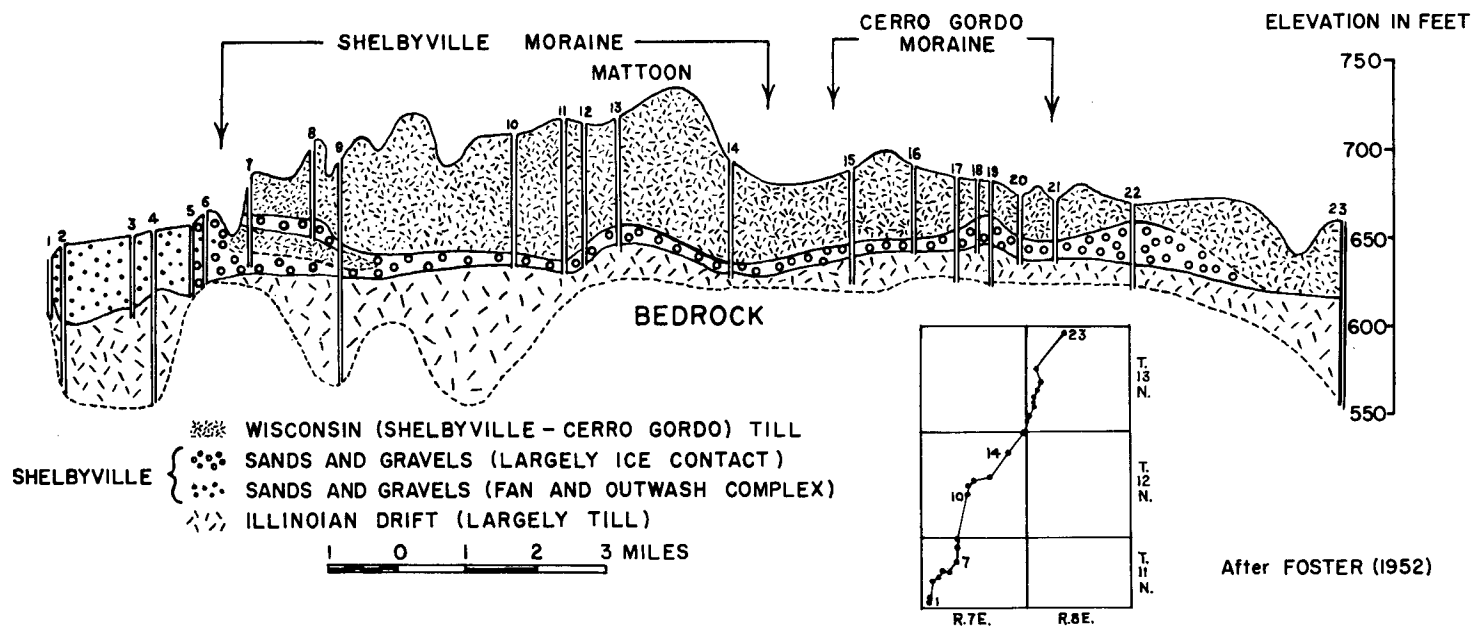 ELEVATION IN FEET
SHELBYVILLE MORAINE
CERRO GORDO
MORAINE
MATTOON
750
700
650
600
550
1 2 3 4 5 6 7 8 9 10 11 12 13 14 15 16 17 18 19 20 21 22 23
BEDROCK
WISCONSIN (SHELBYVILLE – CERRO GORDO) TILL
SHELBYVILLE
SANDS AND GRAVELS (LARGELY ICE CONTACT)
SANDS AND GRAVELS (FAN AND OUTWASH COMPLEX)
ILLINOIAN DRIFT (LARGELY TILL)
1 0 1 2 3 MILES
23
T.
13
N.
14
T.
12
N.
10
7
T.
11
N.
1
R.7E. R.8E.
After FOSTER (1952)